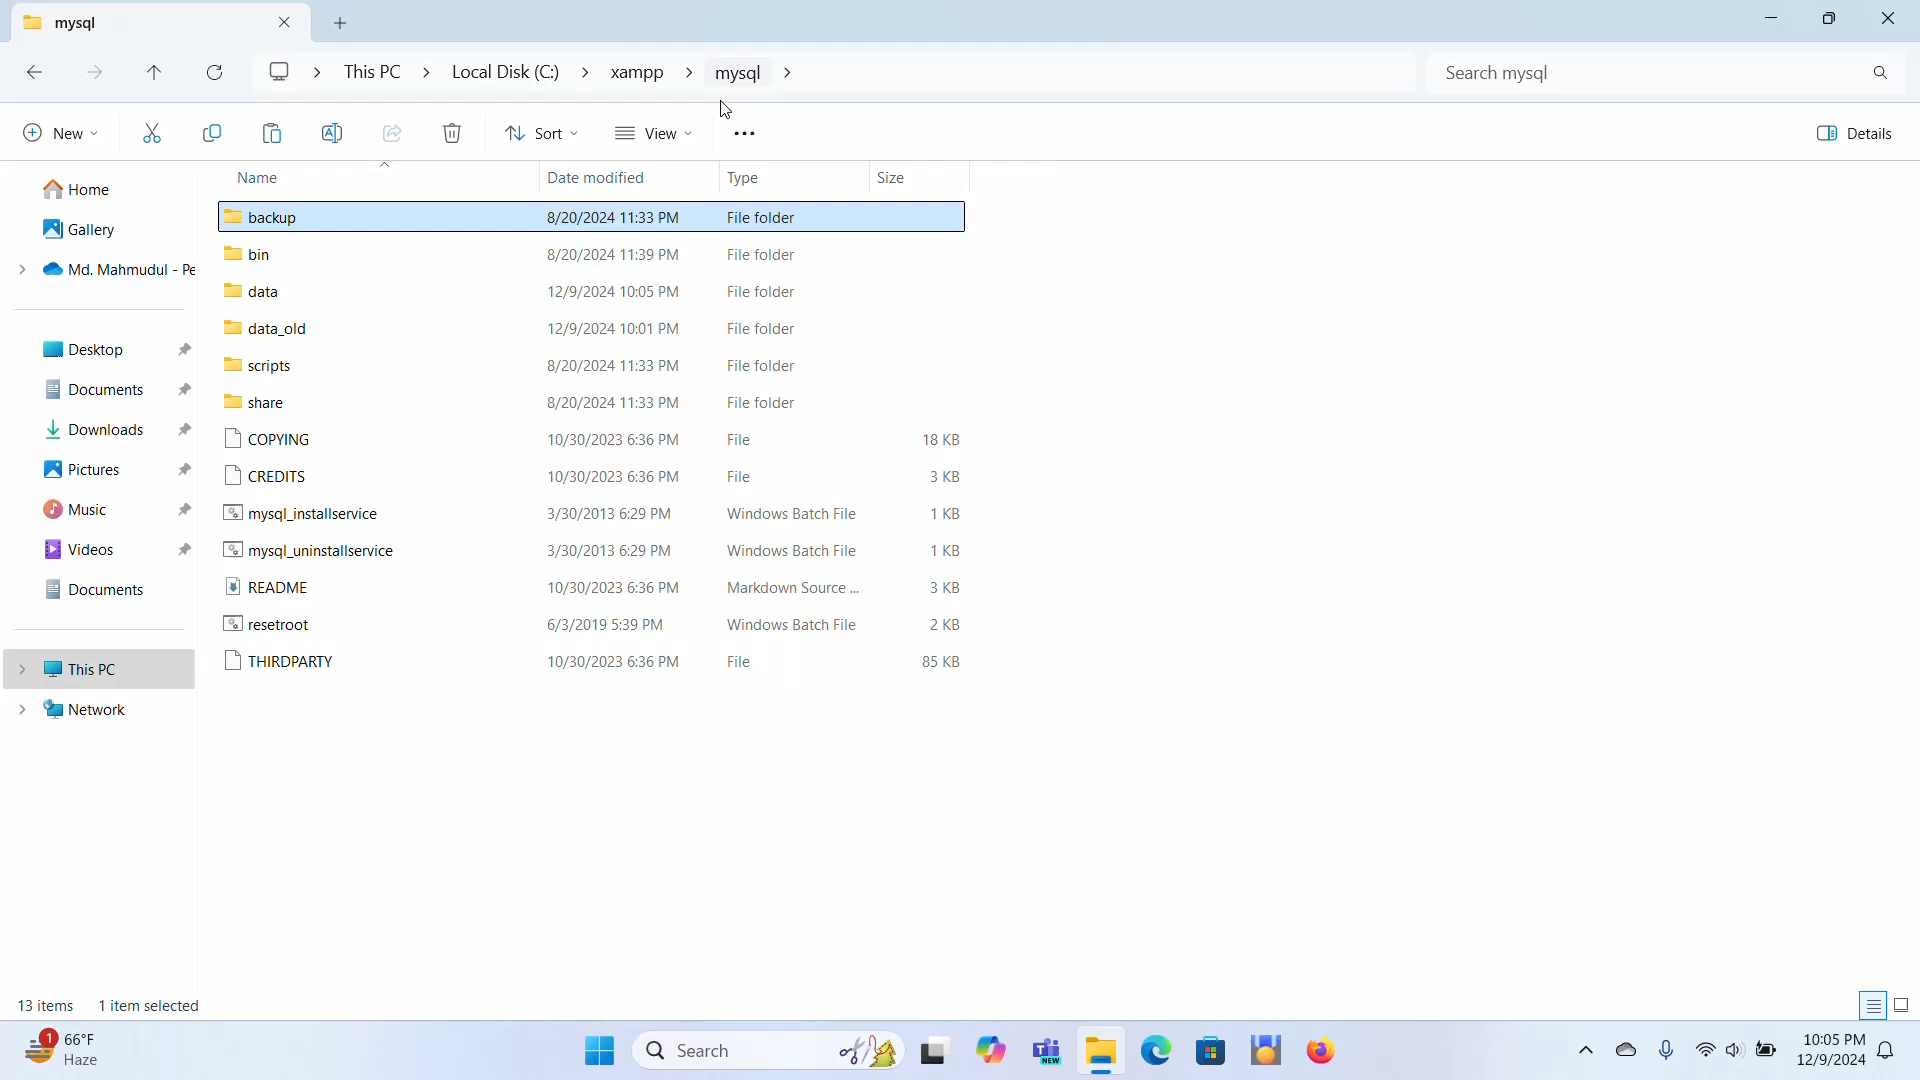 mysql
This PC > Local Disk (C:) > xampp > mysql >
Search mysql
New
Sort
View
Details
Name Date modified Type Size
backup 8/20/2024 11:33 PM File folder
bin 8/20/2024 11:39 PM File folder
data 12/9/2024 10:05 PM File folder
data_old 12/9/2024 10:01 PM File folder
scripts 8/20/2024 11:33 PM File folder
share 8/20/2024 11:33 PM File folder
COPYING 10/30/2023 6:36 PM File 18 KB
CREDITS 10/30/2023 6:36 PM File 3 KB
mysql_installservice 3/30/2013 6:29 PM Windows Batch File 1 KB
mysql_uninstallservice 3/30/2013 6:29 PM Windows Batch File 1 KB
README 10/30/2023 6:36 PM Markdown Source ... 3 KB
resetroot 6/3/2019 5:39 PM Windows Batch File 2 KB
THIRDPARTY 10/30/2023 6:36 PM File 85 KB
Home
Gallery
Md. Mahmudul - Pe
Desktop
Documents
Downloads
Pictures
Music
Videos
Documents
This PC
Network
13 items 1 item selected
1
66°F
Haze
Search
NEW
10:05 PM
12/9/2024